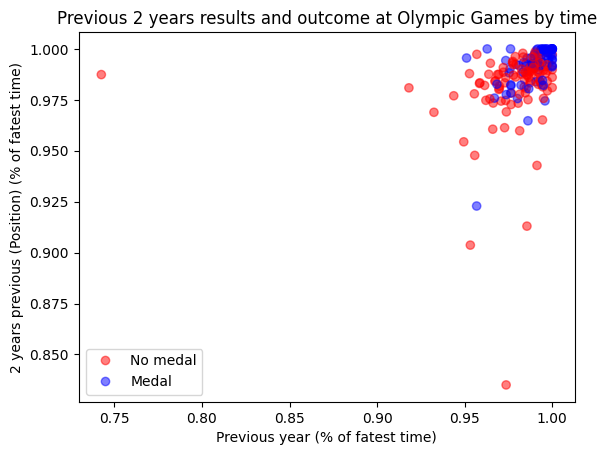 Previous 2 years results and outcome at Olympic Games by time
2 years previous (Position) (% of fatest time)
1.000
0.975
0.950
0.925
0.900
0.875
0.850
No medal
Medal
0.75
0.80
0.85
0.90
0.95
1.00
Previous year (% of fatest time)